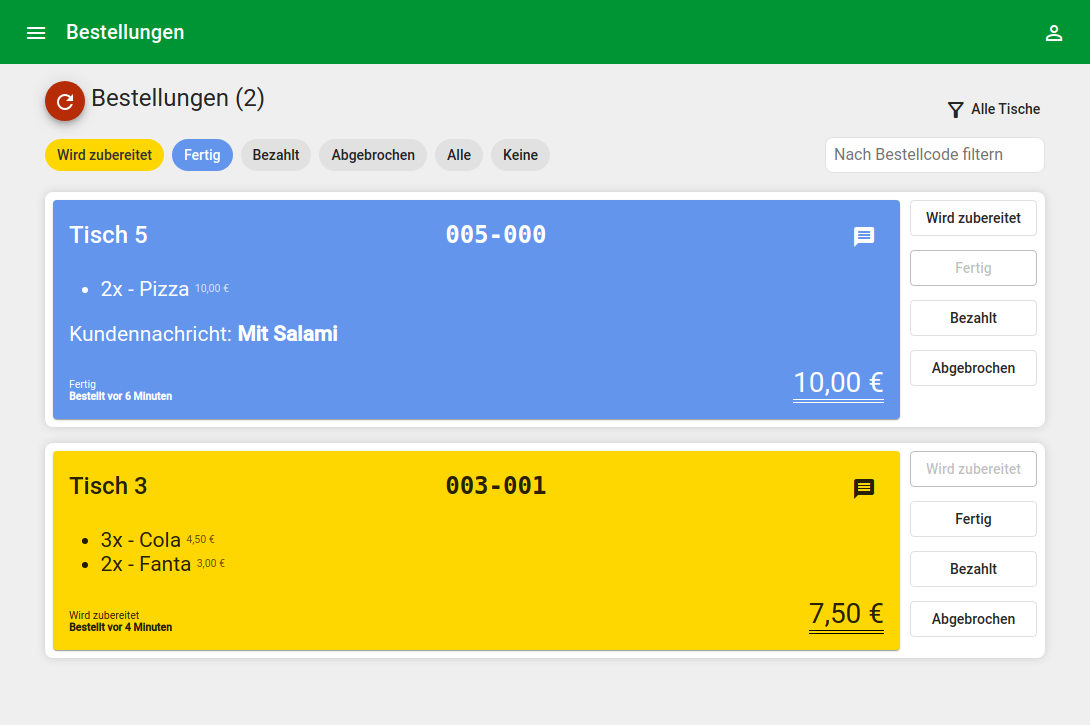 Bestellungen
Bestellungen (2)
Alle Tische
Wird zubereitet Fertig Bezahlt Abgebrochen Alle Keine
Nach Bestellcode filtern
Tisch 5 005-000
2x - Pizza 10,00 €
Kundennachricht: Mit Salami
Fertig
Bestellt vor 6 Minuten
10,00 €
Wird zubereitet
Fertig
Bezahlt
Abgebrochen
Tisch 3 003-001
3x - Cola 4,50 €
2x - Fanta 3,00 €
Wird zubereitet
Bestellt vor 4 Minuten
7,50 €
Wird zubereitet
Fertig
Bezahlt
Abgebrochen